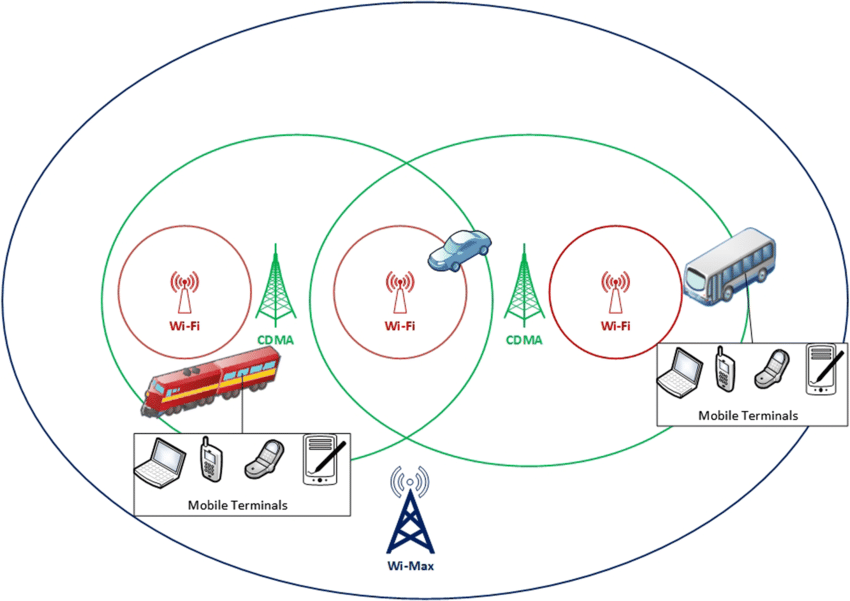 Wi-Fi
CDMA
Wi-Fi
CDMA
Wi-Fi
Mobile Terminals
Mobile Terminals
Wi-Max